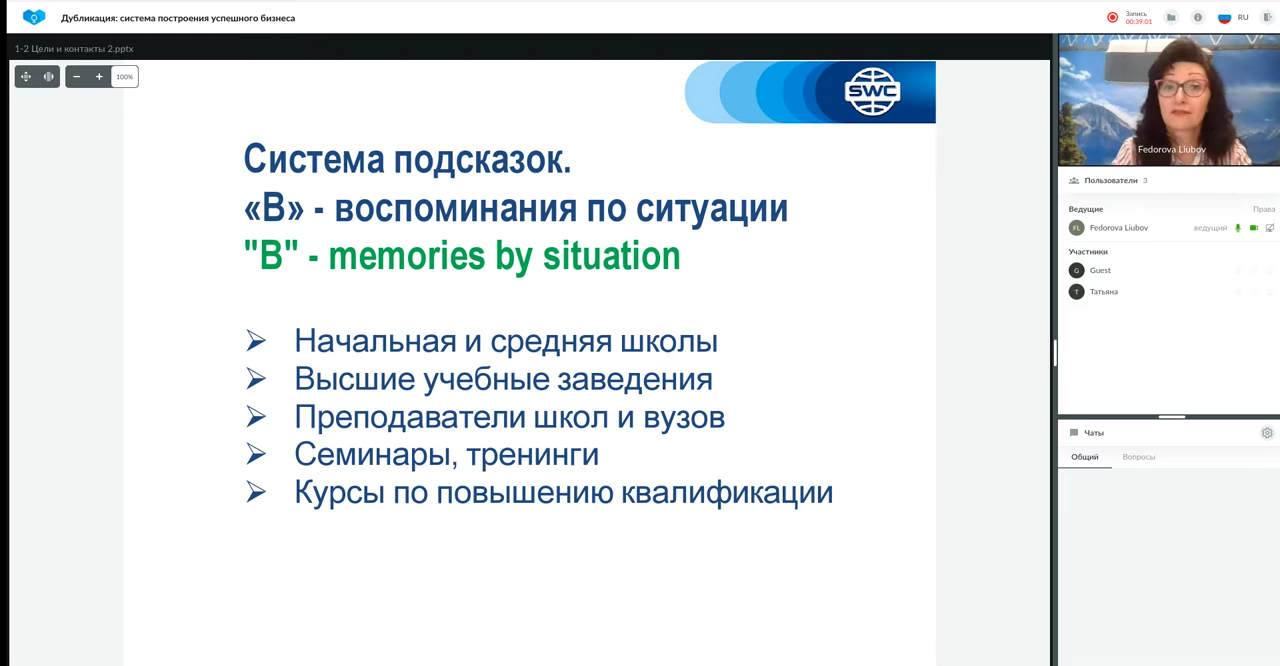 Дубликация: система построения успешного бизнеса
Запись
00:39:01
RU
1-2 Цели и контакты 2.pptx
100%
SWC
Система подсказок.
«В» - воспоминания по ситуации
"B" - memories by situation
Начальная и средняя школы
Высшие учебные заведения
Преподаватели школ и вузов
Семинары, тренинги
Курсы по повышению квалификации
Fedorova Liubov
Пользователи 3
Ведущие Права
FL Fedorova Liubov ведущий
Участники
G Guest
Т Татьяна
Чаты
Общий Вопросы